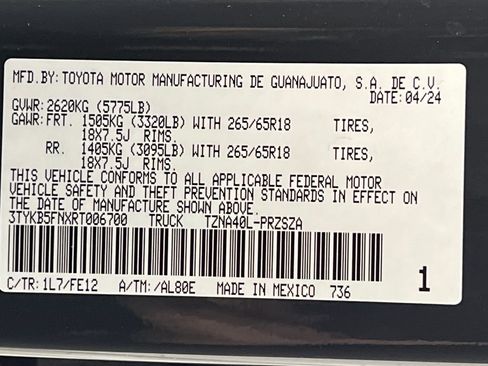 MFD.BY:TOYOTA MOTOR MANUFACTURING DE GUANAJUATO, S.A. DE C.V.
DATE: 04/24
GVWR: 2620KG (5775LB)
GAWR: FRT. 1505KG (3320LB) WITH 265/65R18 TIRES,
18X7.5J RIMS.
RR. 1405KG (3095LB) WITH 265/65R18 TIRES,
18X7.5J RIMS.
THIS VEHICLE CONFORMS TO ALL APPLICABLE FEDERAL MOTOR
VEHICLE SAFETY AND THEFT PREVENTION STANDARDS IN EFFECT ON
THE DATE OF MANUFACTURE SHOWN ABOVE.
3TYKB5FNXRT006700 TRUCK TZNA40L-PRZSZA
C/TR: 1L7/FE12 A/TM: /AL80E MADE IN MEXICO 736 1